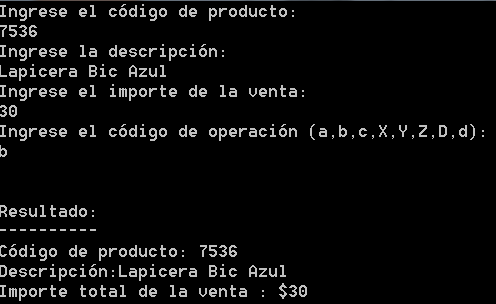 Ingrese el código de producto:
7536
Ingrese la descripción:
Lapicera Bic Azul
Ingrese el importe de la venta:
30
Ingrese el código de operación (a,b,c,X,Y,Z,D,d):
b
Resultado:
----------
Código de producto: 7536
Descripción:Lapicera Bic Azul
Importe total de la venta : $30